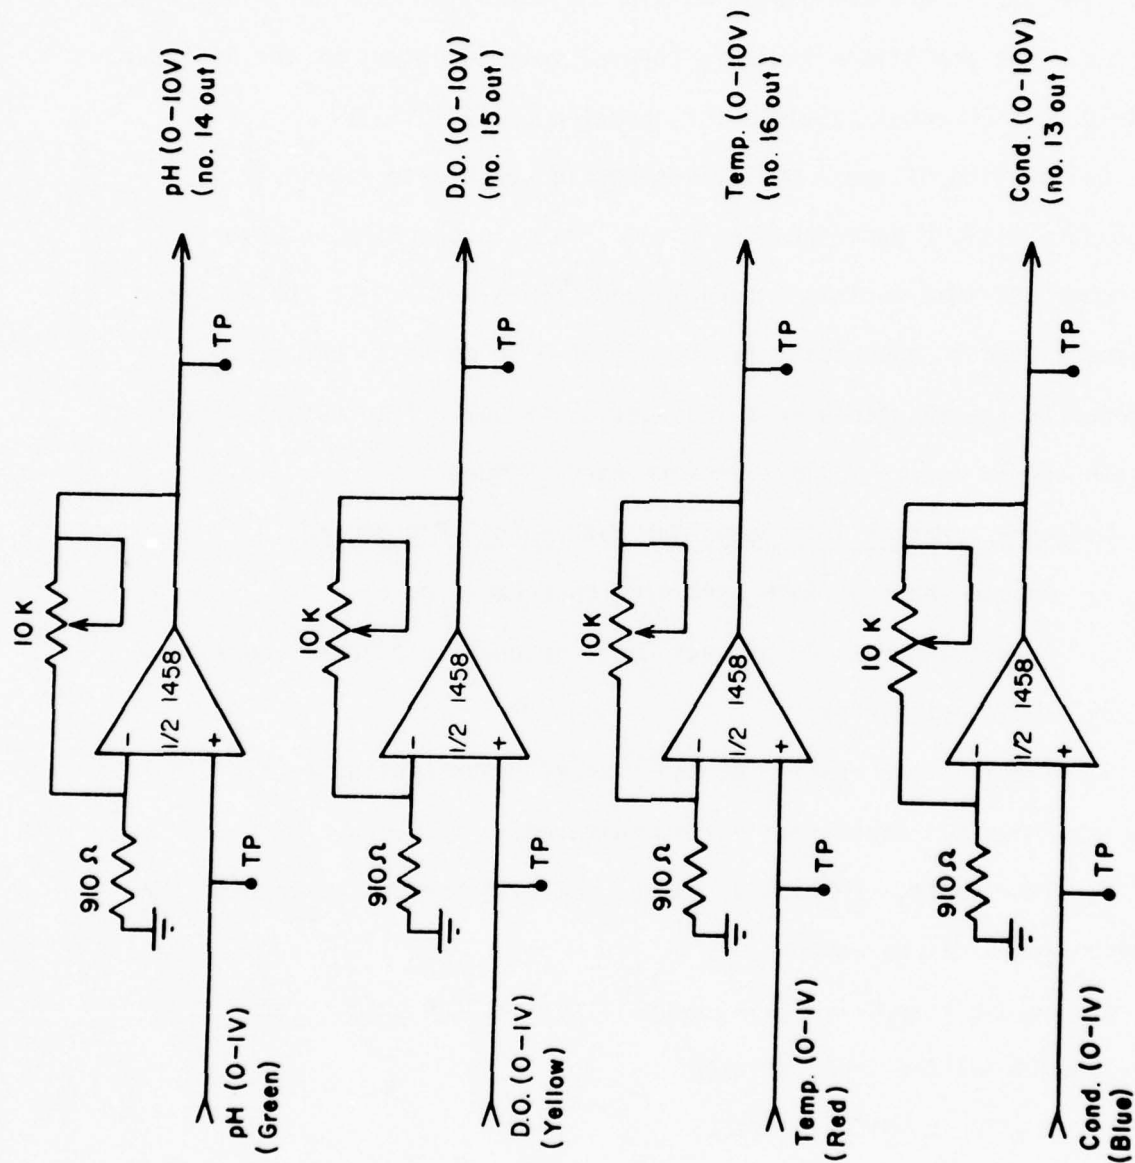 pH (0-1V)
(Green)
TP
910 Ω
10 K
-
+
1/2 1458
TP
pH (0-10V)
(no. 14 out)
D.O. (0-1V)
(Yellow)
TP
910 Ω
10 K
-
+
1/2 1458
TP
D.O. (0-10V)
(no. 15 out)
Temp. (0-1V)
(Red)
TP
910 Ω
10 K
-
+
1/2 1458
TP
Temp. (0-10V)
(no. 16 out)
Cond. (0-1V)
(Blue)
TP
910 Ω
10 K
-
+
1/2 1458
TP
Cond. (0-10V)
(no. 13 out)